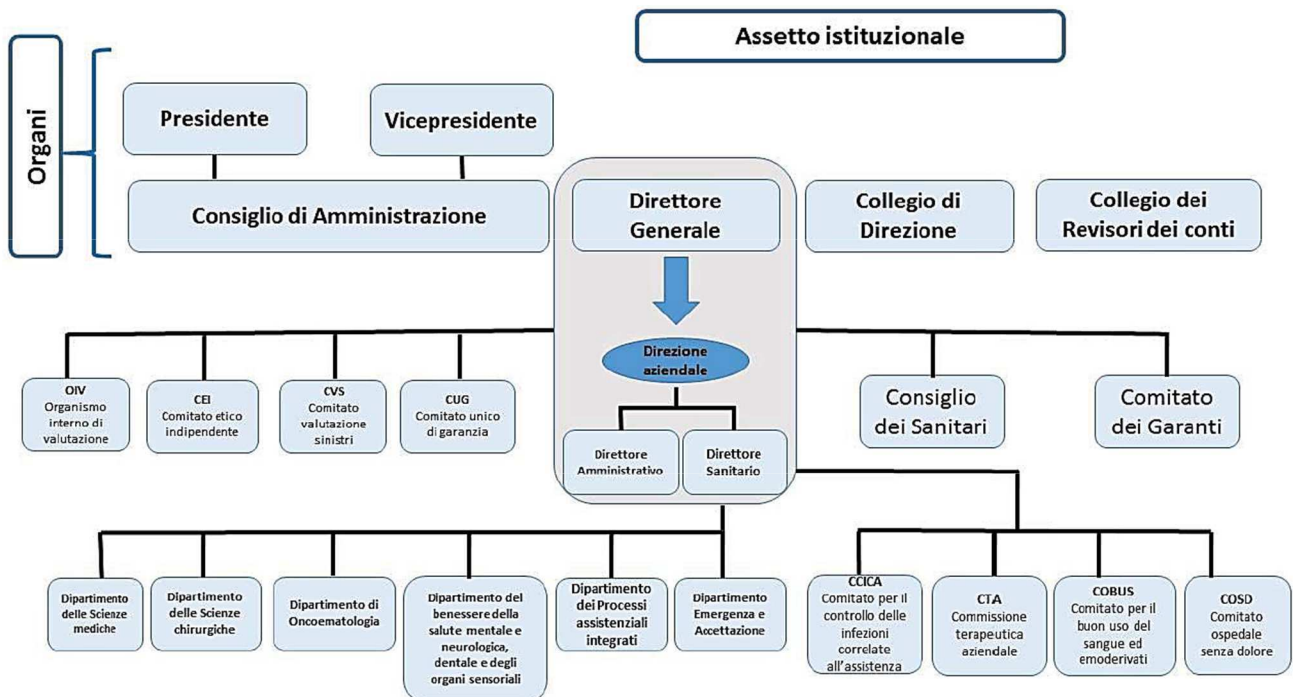 Assetto istituzionale
Organi
Presidente
Vicepresidente
Consiglio di Amministrazione
Direttore
Generale
Collegio di
Direzione
Collegio dei
Revisori dei conti
Direzione
aziendale
OIV
Organismo
interno di
valutazione
CEI
Comitato etico
indipendente
CVS
Comitato
valutazione
sinistri
CUG
Comitato unico
di garanzia
Direttore
Amministrativo
Direttore
Sanitario
Consiglio
dei Sanitari
Comitato
dei Garanti
Dipartimento
delle Scienze
mediche
Dipartimento
delle Scienze
chirurgiche
Dipartimento di
Oncoematologia
Dipartimento del
benessere della
salute mentale e
neurologica,
dentale e degli
organi sensoriali
Dipartimento
dei Processi
assistenziali
integrati
Dipartimento
Emergenza e
Accettazione
CCICA
Comitato per il
controllo delle
infezioni
correlate
all'assistenza
CTA
Commissione
terapeutica
aziendale
COBUS
Comitato per il
buon uso del
sangue ed
emoderivati
COSD
Comitato
ospedale
senza dolore